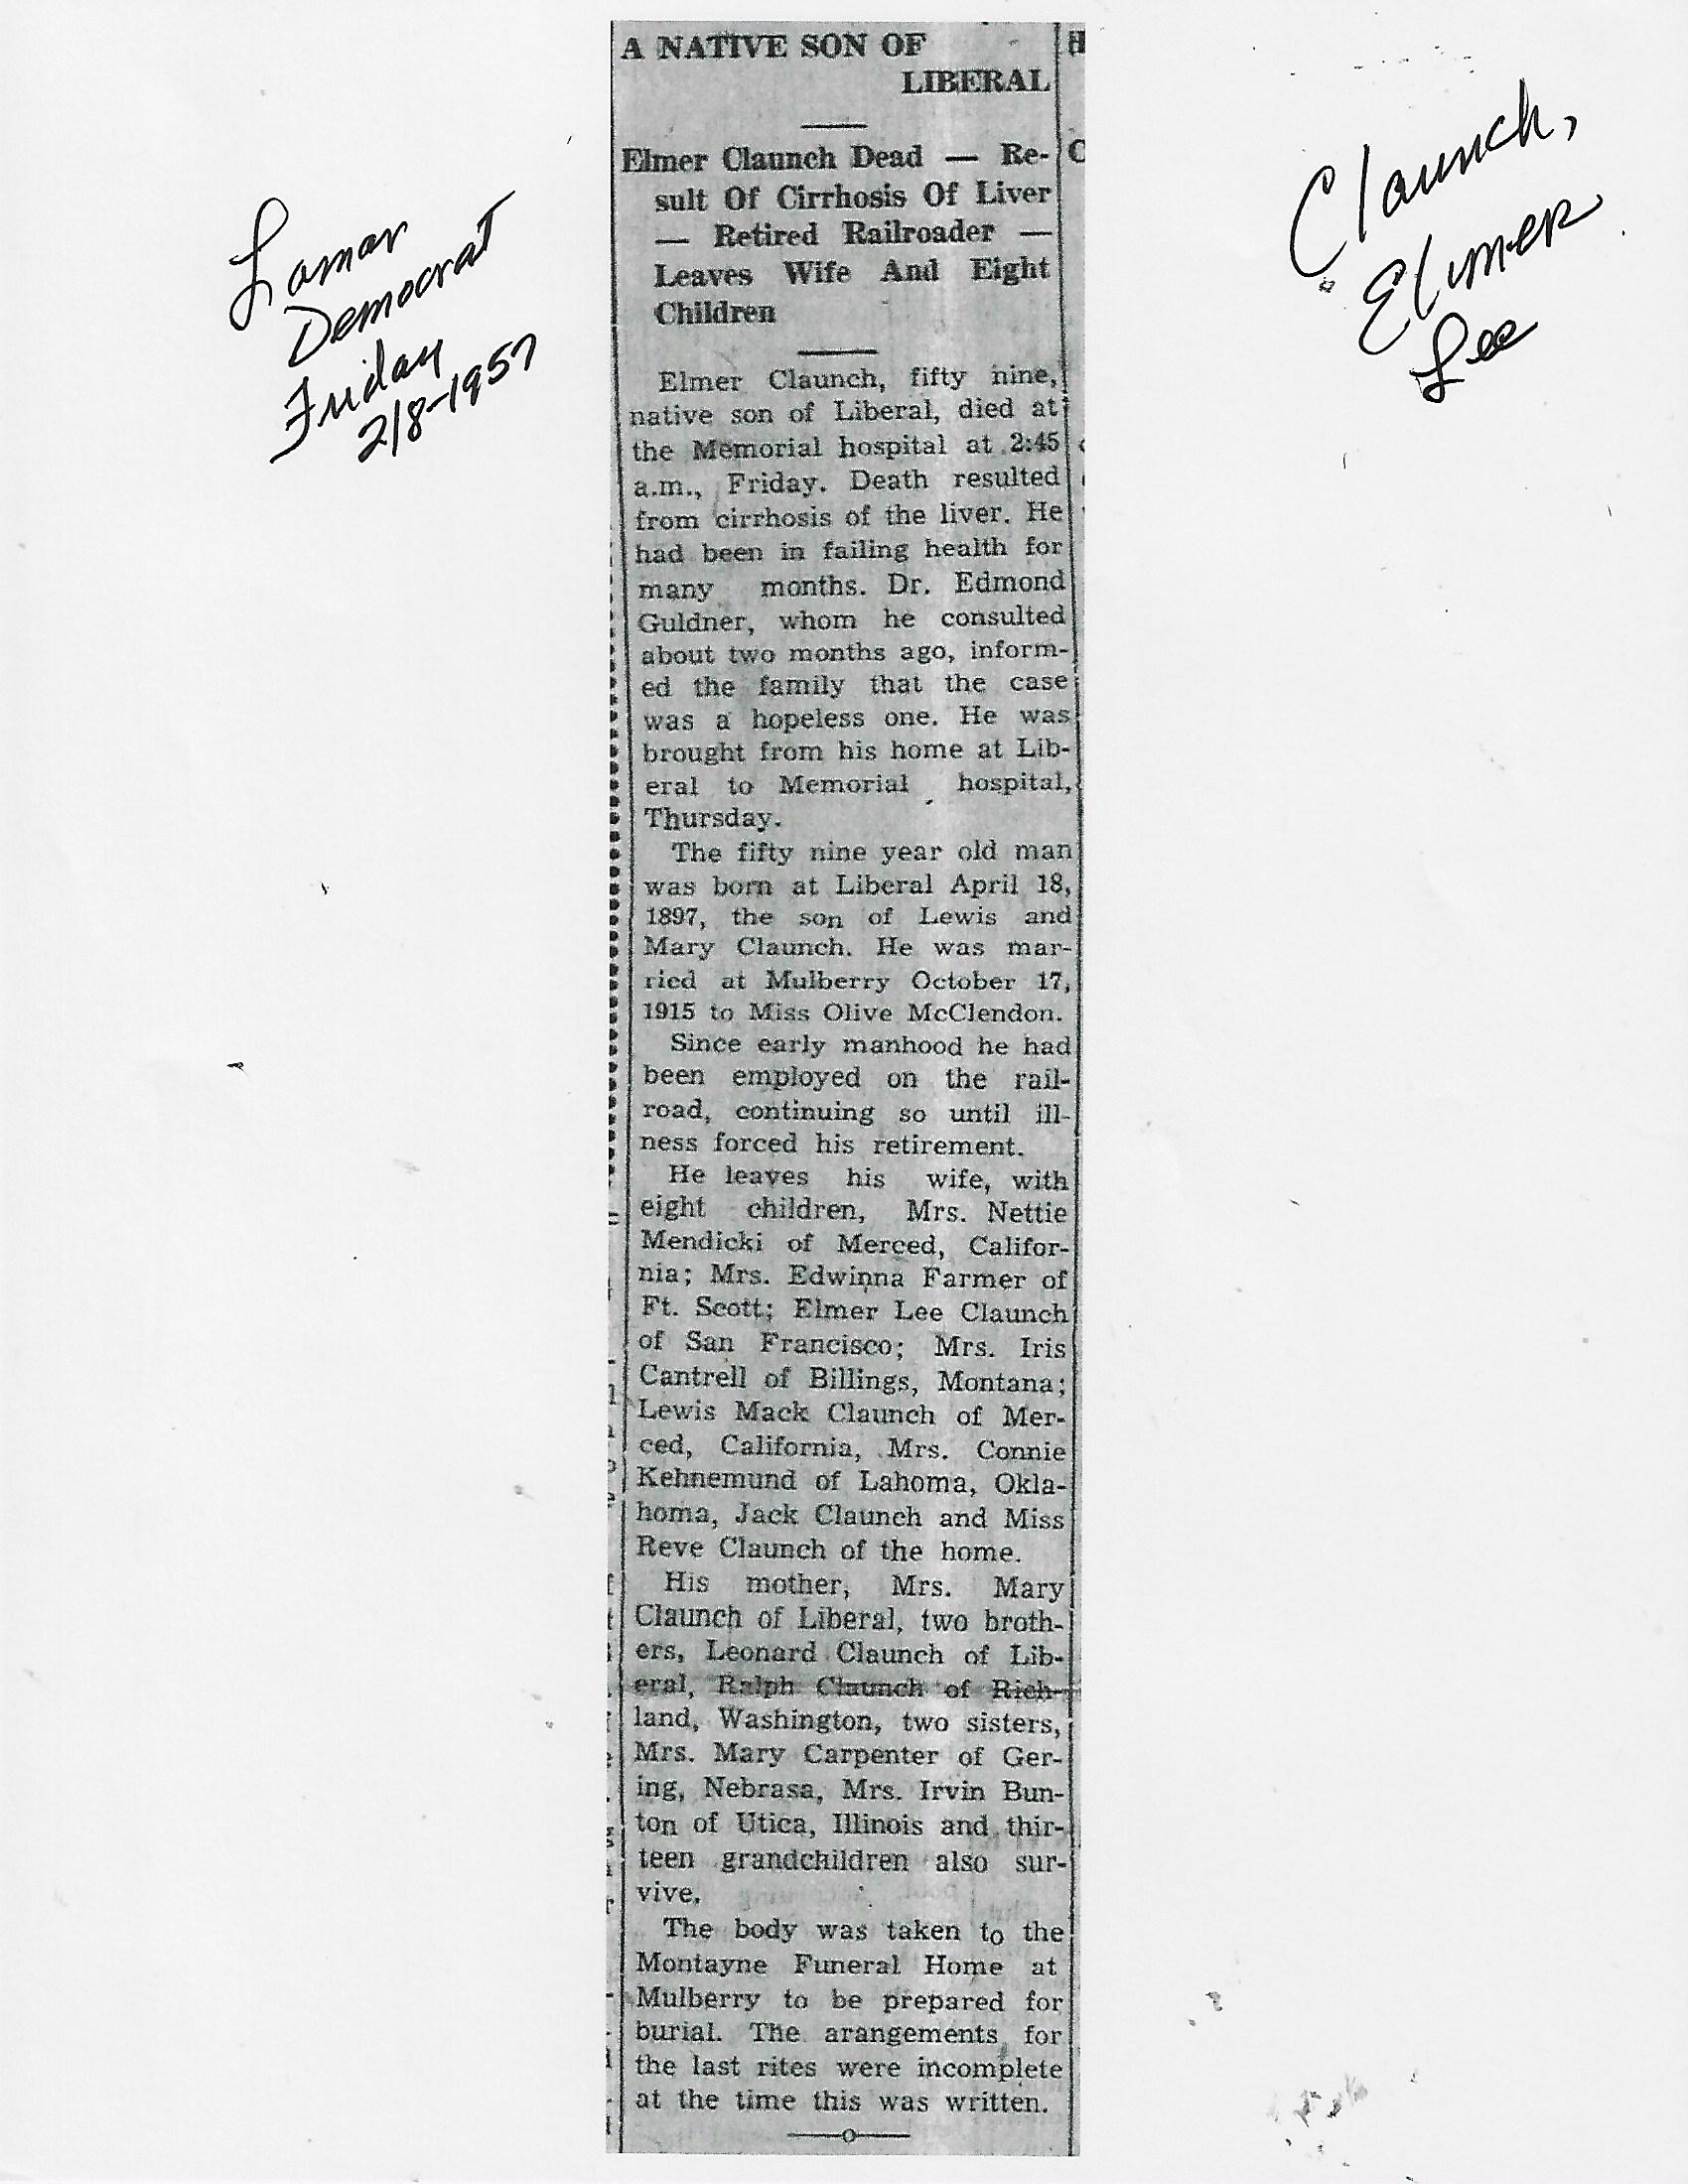 Lamar
Democrat
Friday
2/8-1957
Claunch,
Elmer
Lee
A NATIVE SON OF
LIBERAL
Elmer Claunch Dead — Re-
sult Of Cirrhosis Of Liver
— Retired Railroader —
Leaves Wife And Eight
Children
Elmer Claunch, fifty nine,
native son of Liberal, died at
the Memorial hospital at 2:45
a.m., Friday. Death resulted
from cirrhosis of the liver. He
had been in failing health for
many months. Dr. Edmond
Guldner, whom he consulted
about two months ago, inform-
ed the family that the case
was a hopeless one. He was
brought from his home at Lib-
eral to Memorial hospital,
Thursday.
The fifty nine year old man
was born at Liberal April 18,
1897, the son of Lewis and
Mary Claunch. He was mar-
ried at Mulberry October 17,
1915 to Miss Olive McClendon.
Since early manhood he had
been employed on the rail-
road, continuing so until ill-
ness forced his retirement.
He leaves his wife, with
eight children, Mrs. Nettie
Mendicki of Merced, Califor-
nia; Mrs. Edwinna Farmer of
Ft. Scott; Elmer Lee Claunch
of San Francisco; Mrs. Iris
Cantrell of Billings, Montana;
Lewis Mack Claunch of Mer-
ced, California, Mrs. Connie
Kehnemund of Lahoma, Okla-
homa, Jack Claunch and Miss
Reve Claunch of the home.
His mother, Mrs. Mary
Claunch of Liberal, two broth-
ers, Leonard Claunch of Lib-
eral, Ralph Claunch of Rich-
land, Washington, two sisters,
Mrs. Mary Carpenter of Ger-
ing, Nebrasa, Mrs. Irvin Bun-
ton of Utica, Illinois and thir-
teen grandchildren also sur-
vive.
The body was taken to the
Montayne Funeral Home at
Mulberry to be prepared for
burial. The arangements for
the last rites were incomplete
at the time this was written.